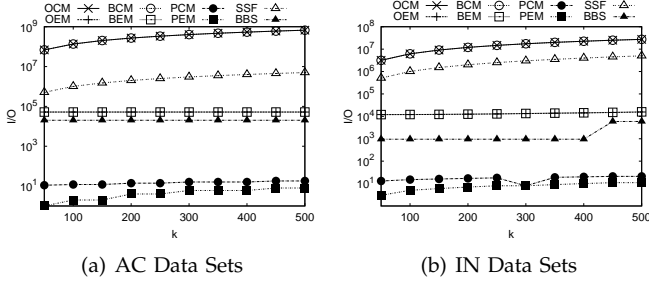 OCM BCM PCM SSF
OEM BEM PEM BBS
I/O
10^9
10^7
10^5
10^3
10^1
100 200 300 400 500
k
(a) AC Data Sets
OCM BCM PCM SSF
OEM BEM PEM BBS
I/O
10^8
10^7
10^6
10^5
10^4
10^3
10^2
10^1
100 200 300 400 500
k
(b) IN Data Sets